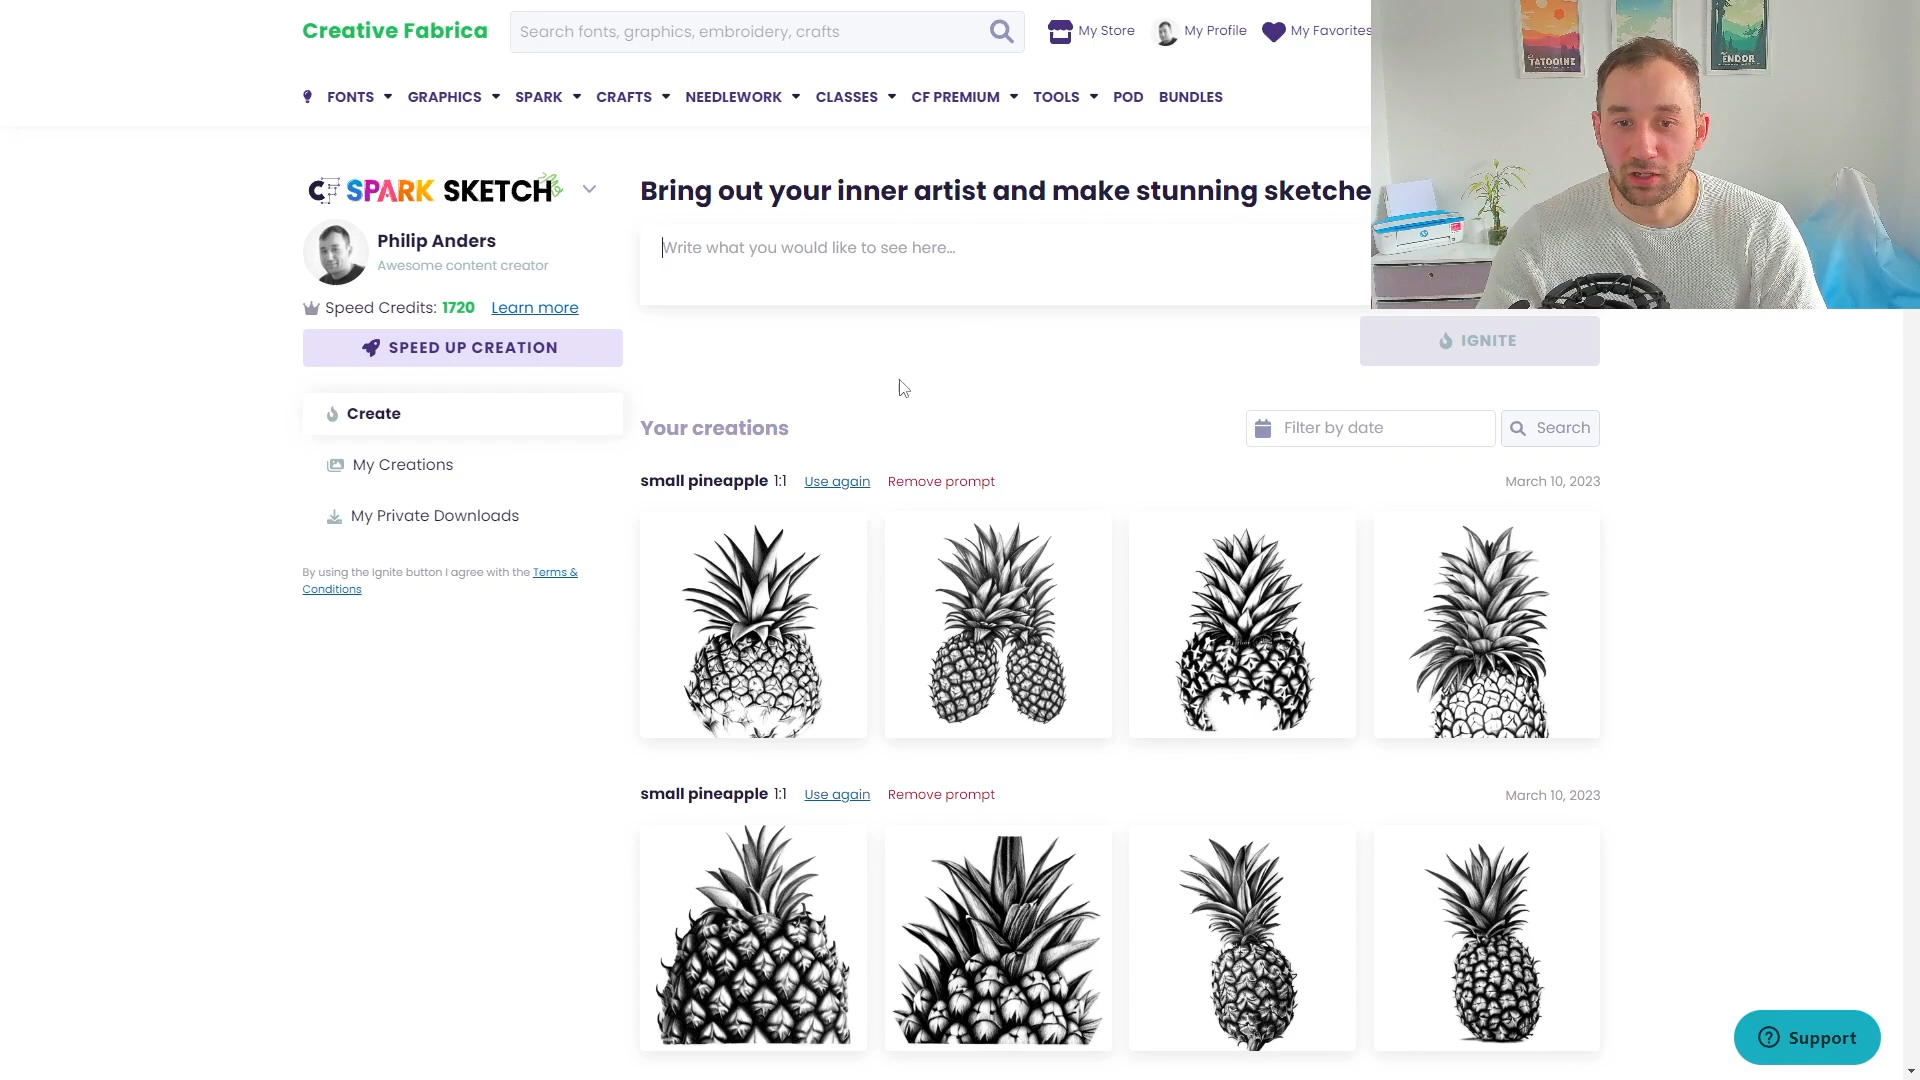 Creative Fabrica
Search fonts, graphics, embroidery, crafts
My Store
My Profile
My Favorites
TATOOINE
ENDOR
FONTS
GRAPHICS
SPARK
CRAFTS
NEEDLEWORK
CLASSES
CF PREMIUM
TOOLS
POD
BUNDLES
CF SPARK SKETCH
Bring out your inner artist and make stunning sketche
Philip Anders
Awesome content creator
Write what you would like to see here...
Speed Credits: 1720 Learn more
SPEED UP CREATION
IGNITE
Create
My Creations
My Private Downloads
By using the Ignite button I agree with the Terms &
Conditions
Your creations
Filter by date
Search
small pineapple 1:1 Use again Remove prompt March 10, 2023
small pineapple 1:1 Use again Remove prompt March 10, 2023
Support